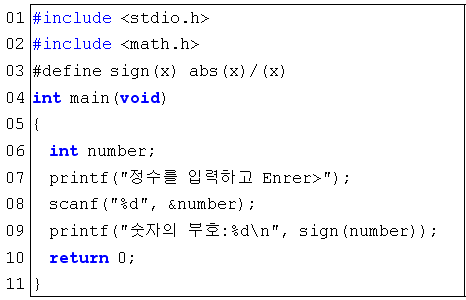 01 #include <stdio.h>
02 #include <math.h>
03 #define sign(x) abs(x)/(x)
04 int main(void)
05 {
06 int number;
07 printf("정수를 입력하고 Enrer>");
08 scanf("%d", &number);
09 printf("숫자의 부호:%d\n", sign(number));
10 return 0;
11 }